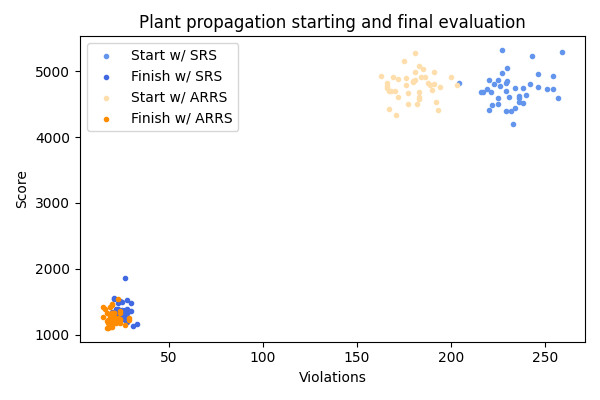 Plant propagation starting and final evaluation
Start w/ SRS
Finish w/ SRS
Start w/ ARRS
Finish w/ ARRS
Score
5000
4000
3000
2000
1000
50 100 150 200 250
Violations